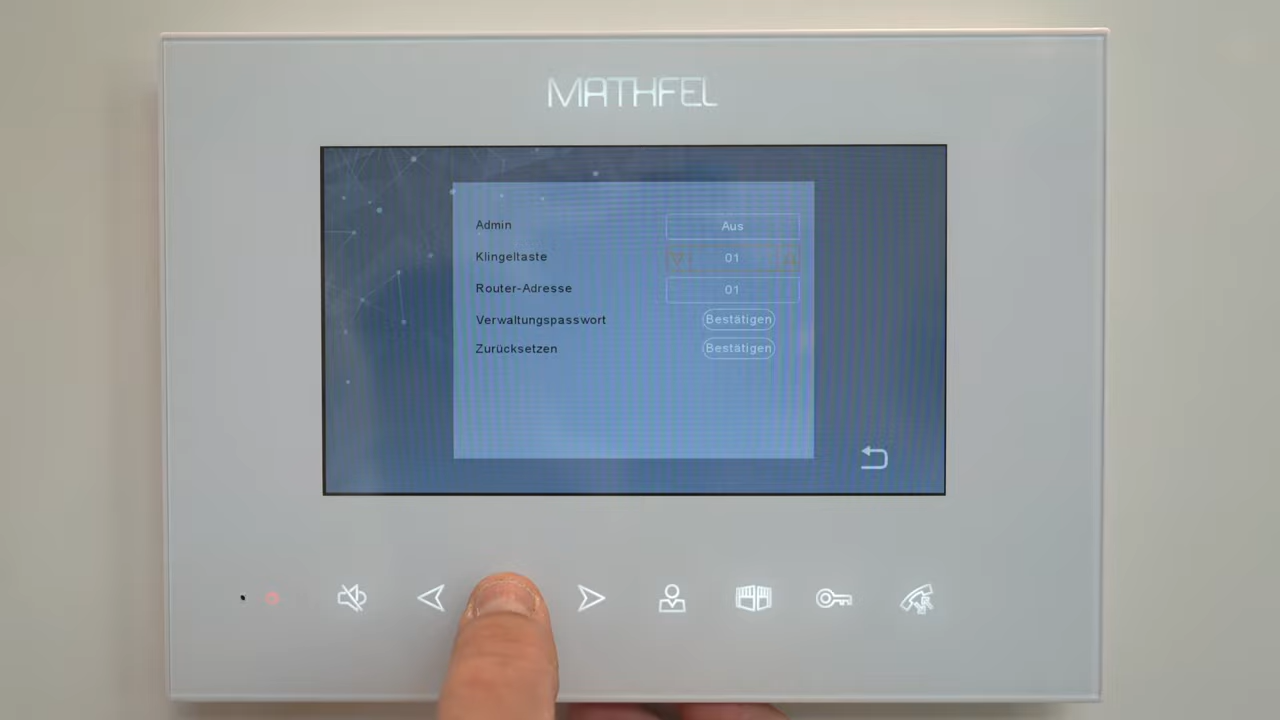 MATHFEL
Admin Aus
Klingeltaste 01
Router-Adresse 01
Verwaltungspasswort Bestätigen
Zurücksetzen Bestätigen